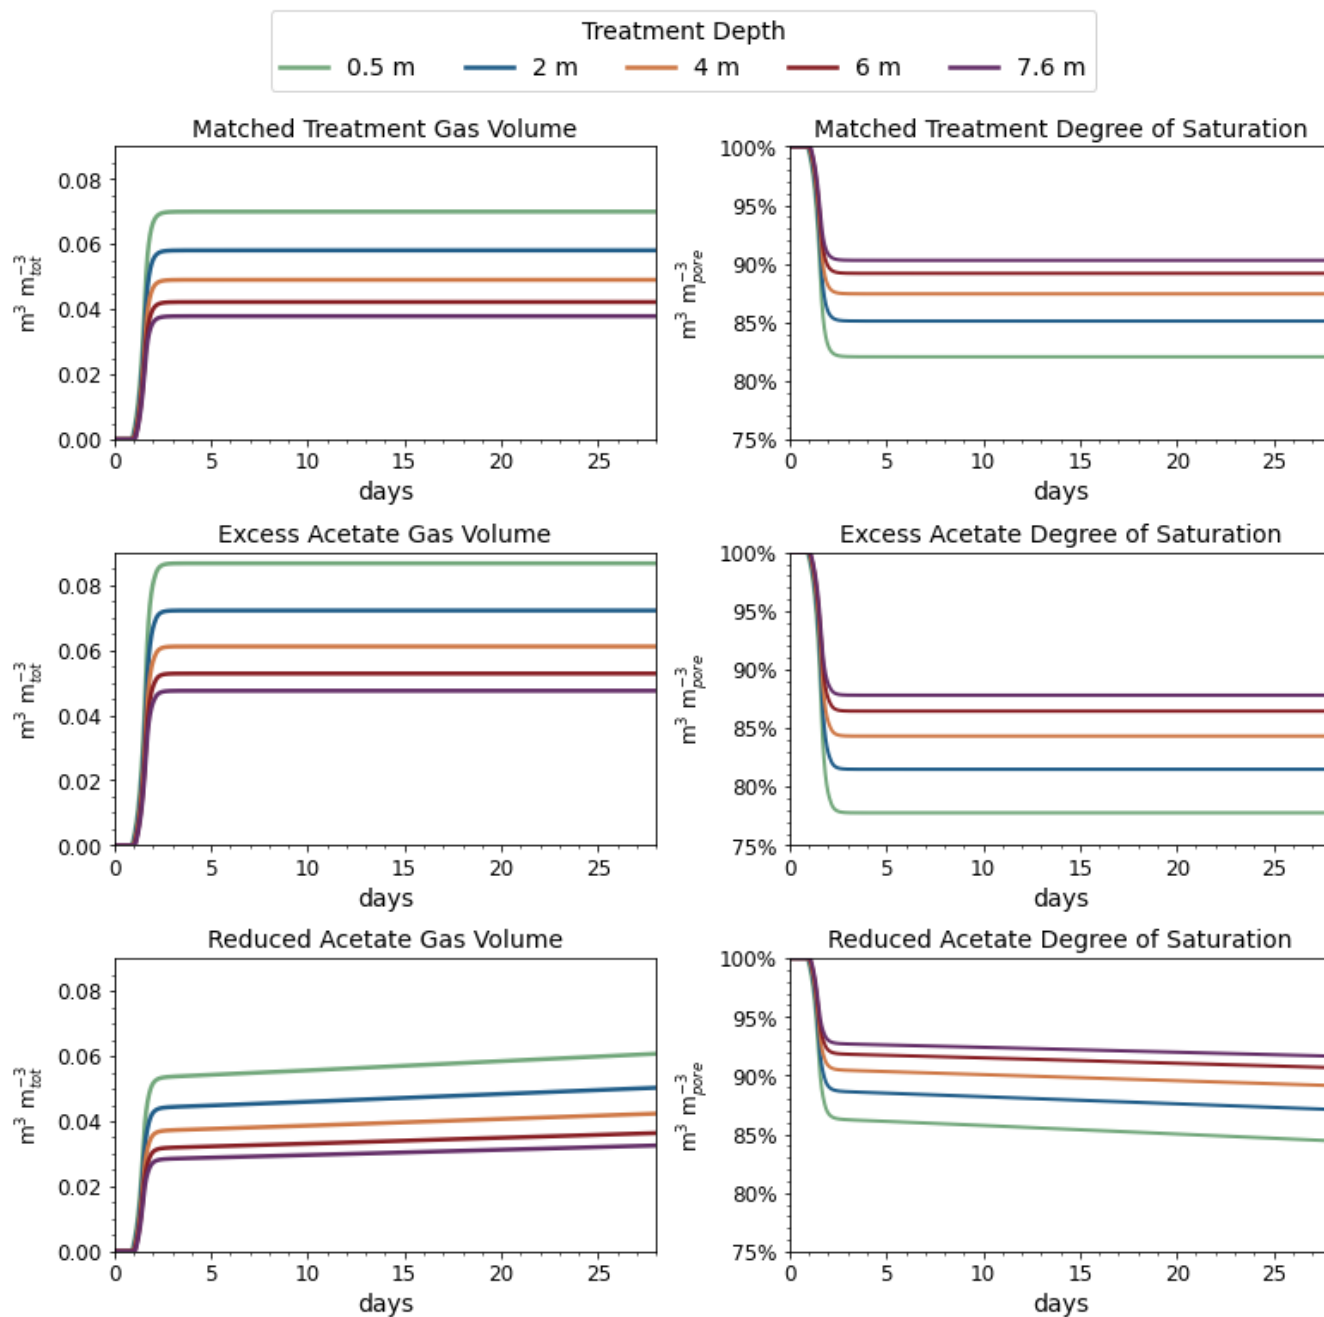 Treatment Depth
0.5 m 2 m 4 m 6 m 7.6 m
Matched Treatment Gas Volume
0.08
0.06
0.04
0.02
0.00
m³ m⁻³tot
0 5 10 15 20 25
days
Matched Treatment Degree of Saturation
100%
95%
90%
85%
80%
75%
m³ m⁻³pore
0 5 10 15 20 25
days
Excess Acetate Gas Volume
0.08
0.06
0.04
0.02
0.00
m³ m⁻³tot
0 5 10 15 20 25
days
Excess Acetate Degree of Saturation
100%
95%
90%
85%
80%
75%
m³ m⁻³pore
0 5 10 15 20 25
days
Reduced Acetate Gas Volume
0.08
0.06
0.04
0.02
0.00
m³ m⁻³tot
0 5 10 15 20 25
days
Reduced Acetate Degree of Saturation
100%
95%
90%
85%
80%
75%
m³ m⁻³pore
0 5 10 15 20 25
days